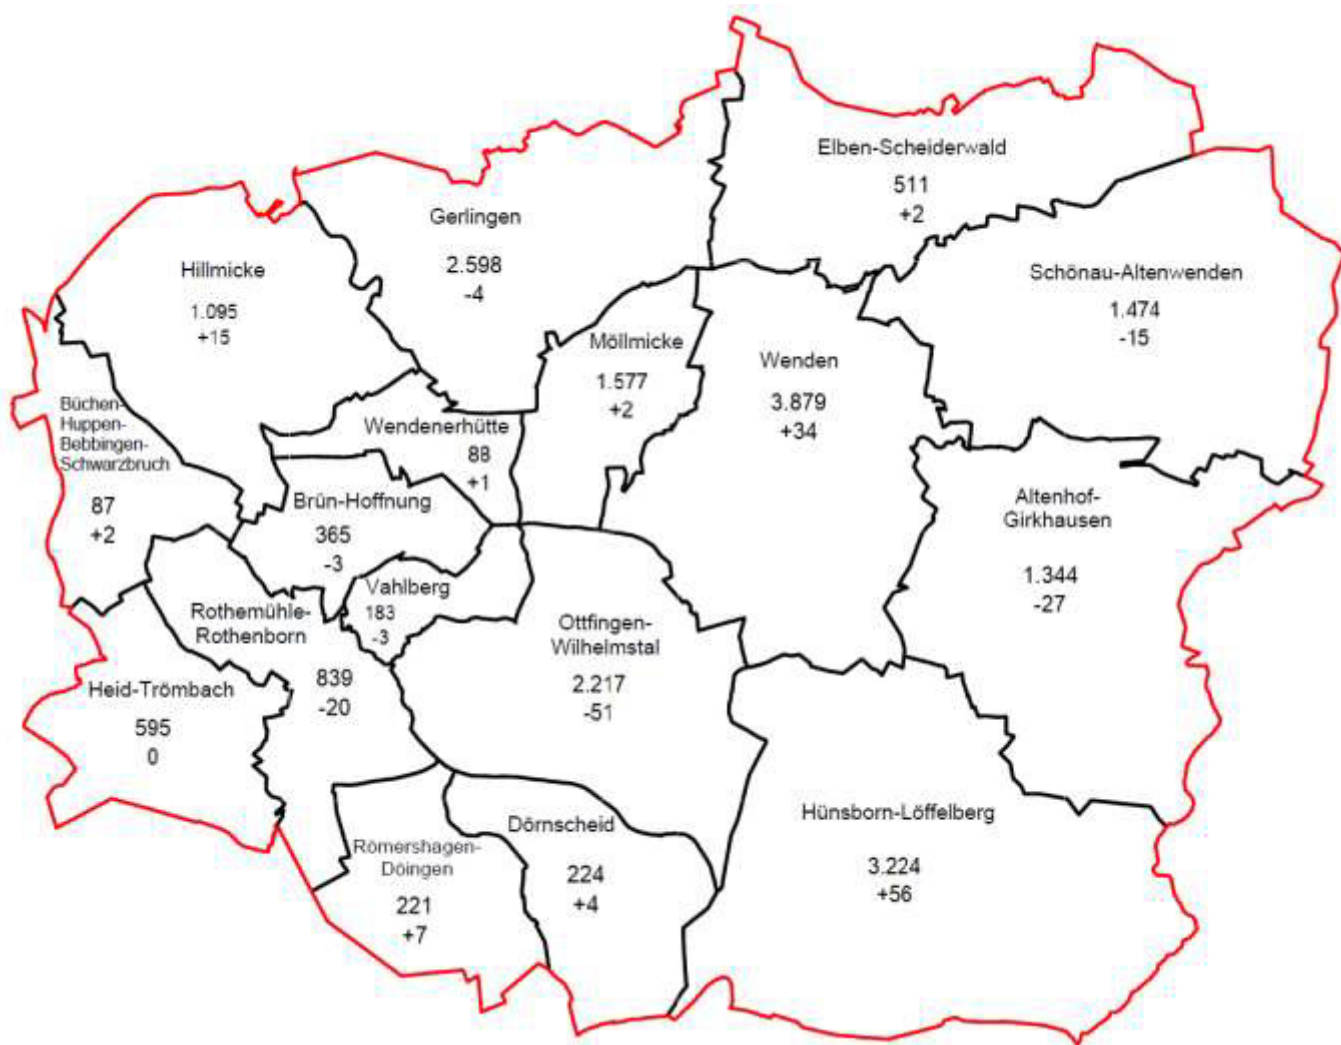 Elben-Scheiderwald
511
+2
Gerlingen
2.598
-4
Hillmicke
1.095
+15
Schönau-Altenwenden
1.474
-15
Möllmicke
1.577
+2
Wenden
3.879
+34
Büchen-
Huppen-
Bebbingen-
Schwarzbruch
87
+2
Wendenerhütte
88
+1
Brün-Hoffnung
365
-3
Altenhof-
Girkhausen
1.344
-27
Vahlberg
183
-3
Rothemühle-
Rothenborn
839
-20
Ottfingen-
Wilhelmstal
2.217
-51
Heid-Trömbach
595
0
Hünsborn-Löffelberg
3.224
+56
Dörnscheid
224
+4
Römershagen-
Döingen
221
+7